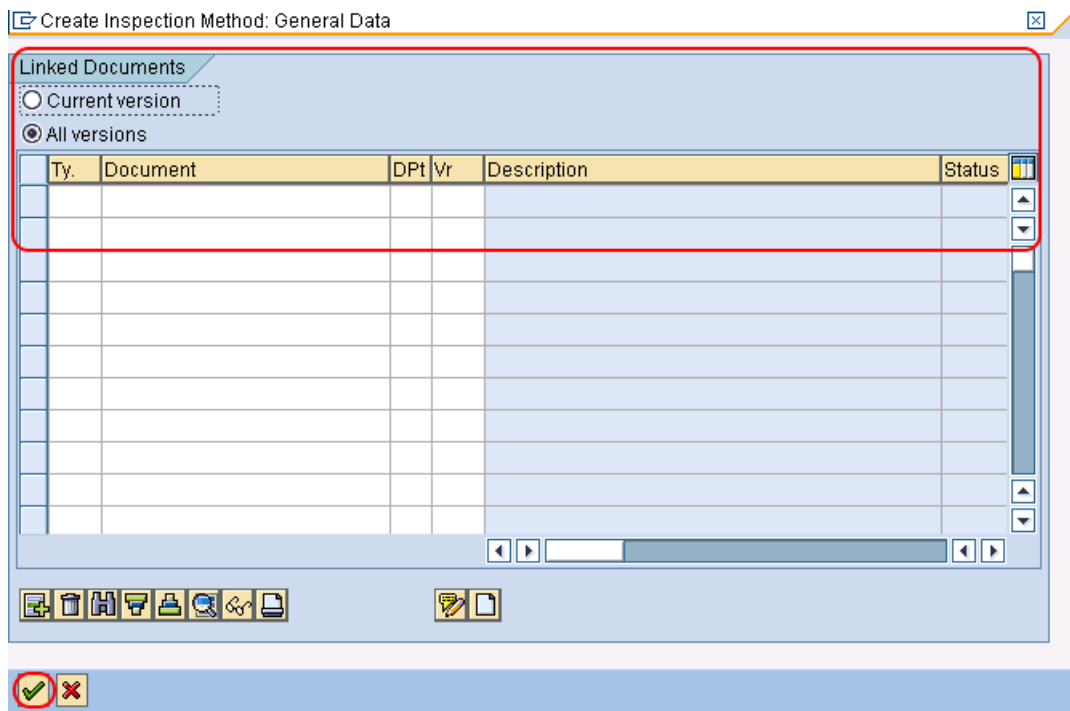 Create Inspection Method: General Data
Linked Documents
Current version
All versions
Ty. Document DPt Vr Description Status